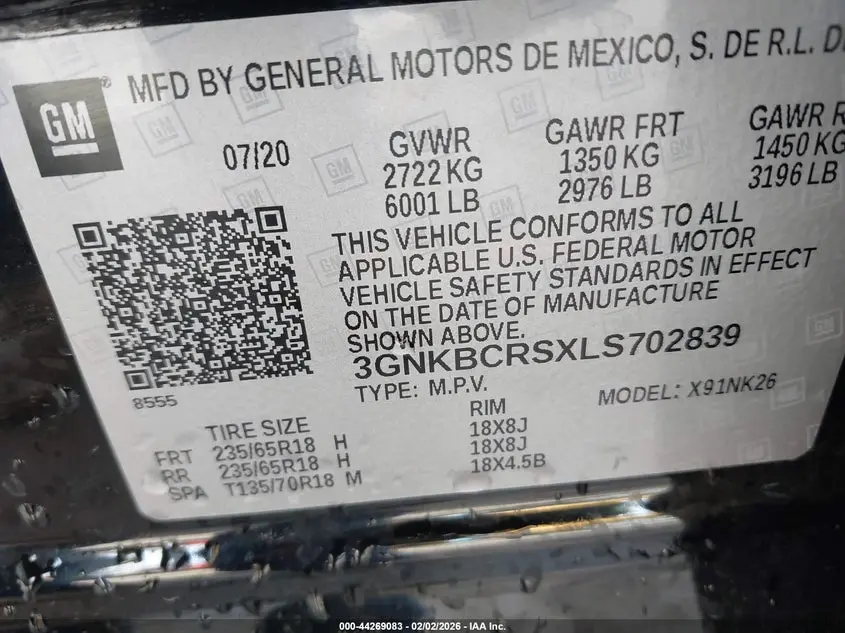 GM
MFD BY GENERAL MOTORS DE MEXICO, S. DE R.L. D
07/20
GVWR GAWR FRT GAWR R
2722 KG 1350 KG 1450 KG
6001 LB 2976 LB 3196 LB
THIS VEHICLE CONFORMS TO ALL
APPLICABLE U.S. FEDERAL MOTOR
VEHICLE SAFETY STANDARDS IN EFFECT
ON THE DATE OF MANUFACTURE
SHOWN ABOVE.
3GNKBCRSXLS702839
TYPE: M.P.V. MODEL: X91NK26
8555
TIRE SIZE RIM
FRT 235/65R18 H 18X8J
RR 235/65R18 H 18X8J
SPA T135/70R18 M 18X4.5B
000-44269083 - 02/02/2026 - IAA Inc.